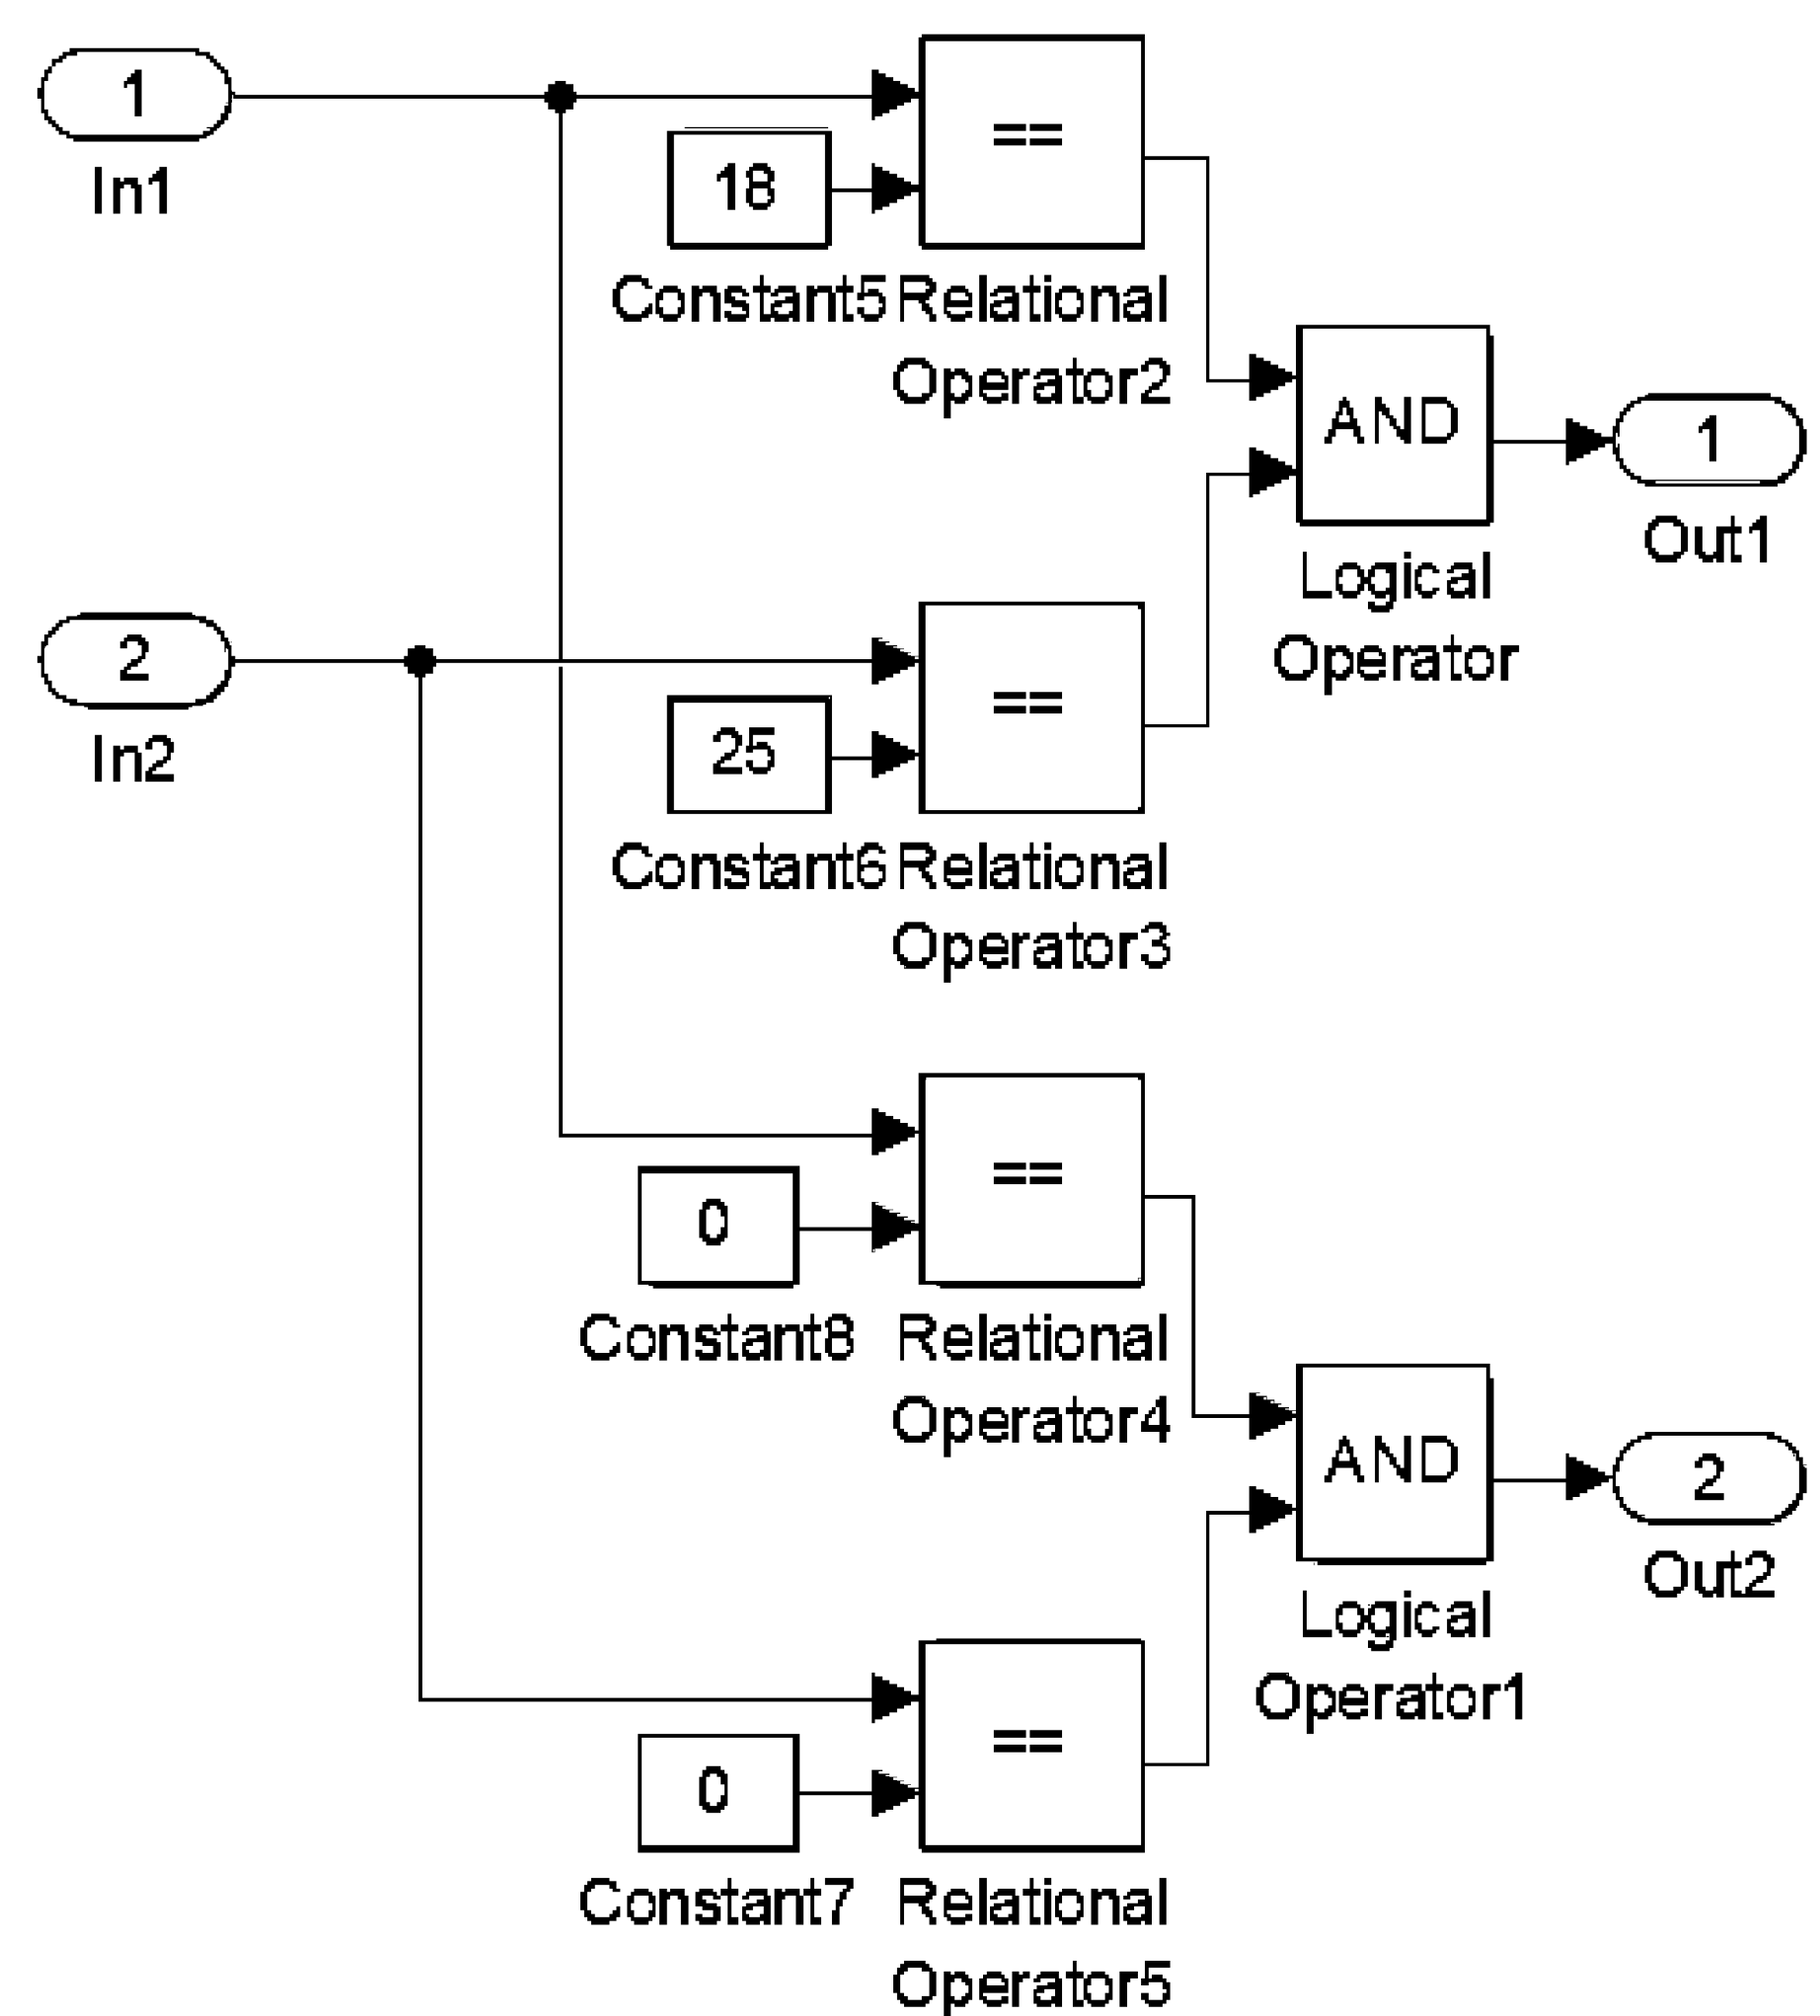 1
In1
18
==
Constant5
Relational
Operator2
AND
Logical
Operator
1
Out1
2
In2
25
==
Constant6
Relational
Operator3
0
==
Constant8
Relational
Operator4
AND
Logical
Operator1
2
Out2
0
==
Constant7
Relational
Operator5